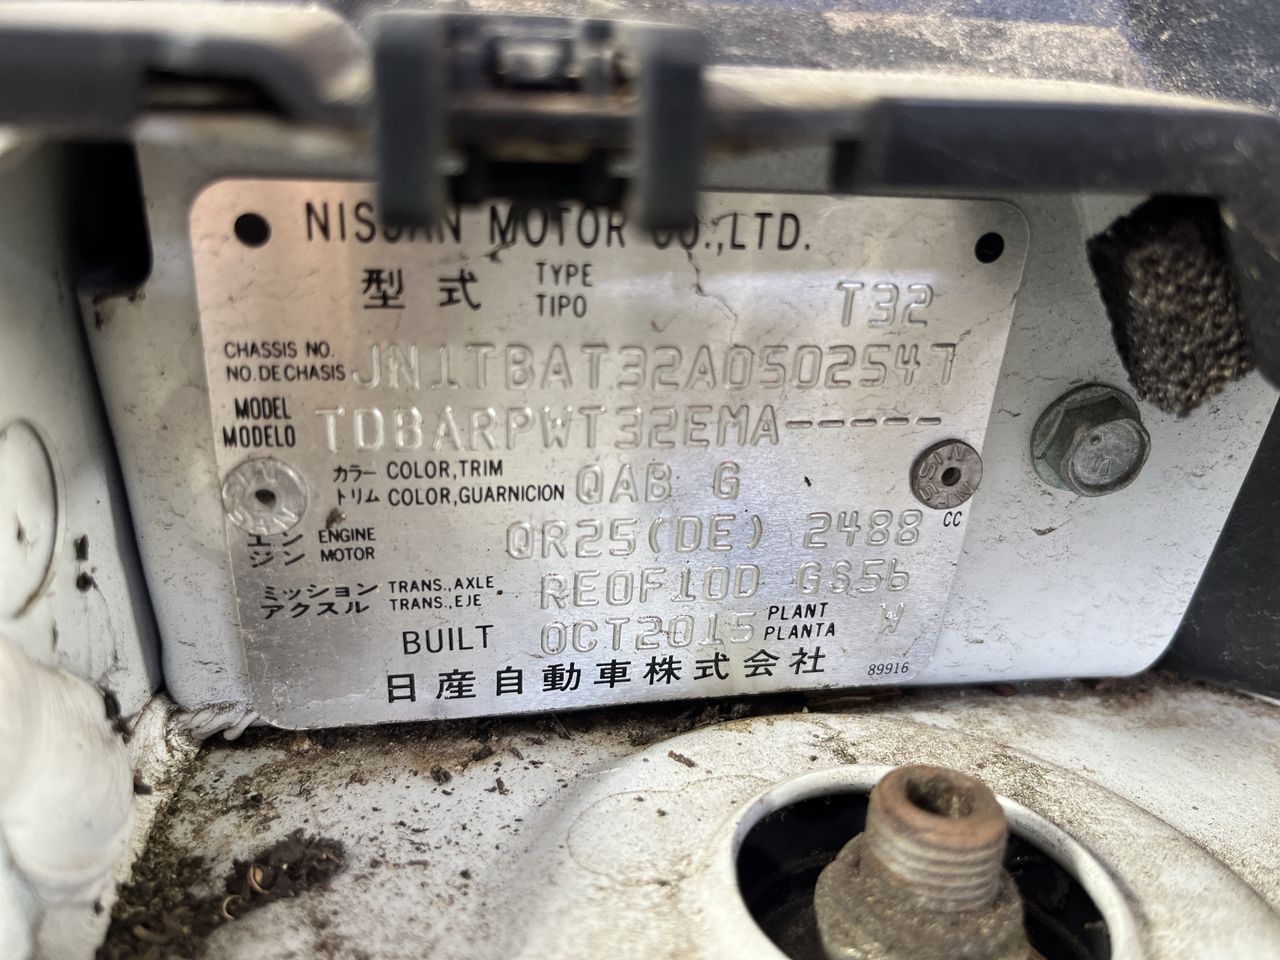 NISSAN MOTOR CO.,LTD.
型式 TYPE TIPO T32
CHASSIS NO. NO.DE CHASIS JN1TBAT32A0502547
MODEL MODELO TDBARPWT32EMA-----
カラー COLOR,TRIM
トリム COLOR,GUARNICION QAB G
エンジン ENGINE MOTOR QR25(DE) 2488 CC
ミッション TRANS.,AXLE
アクスル TRANS.,EJE RE0F10D GS56
BUILT OCT2015 PLANT PLANTA W
日産自動車株式会社 89916